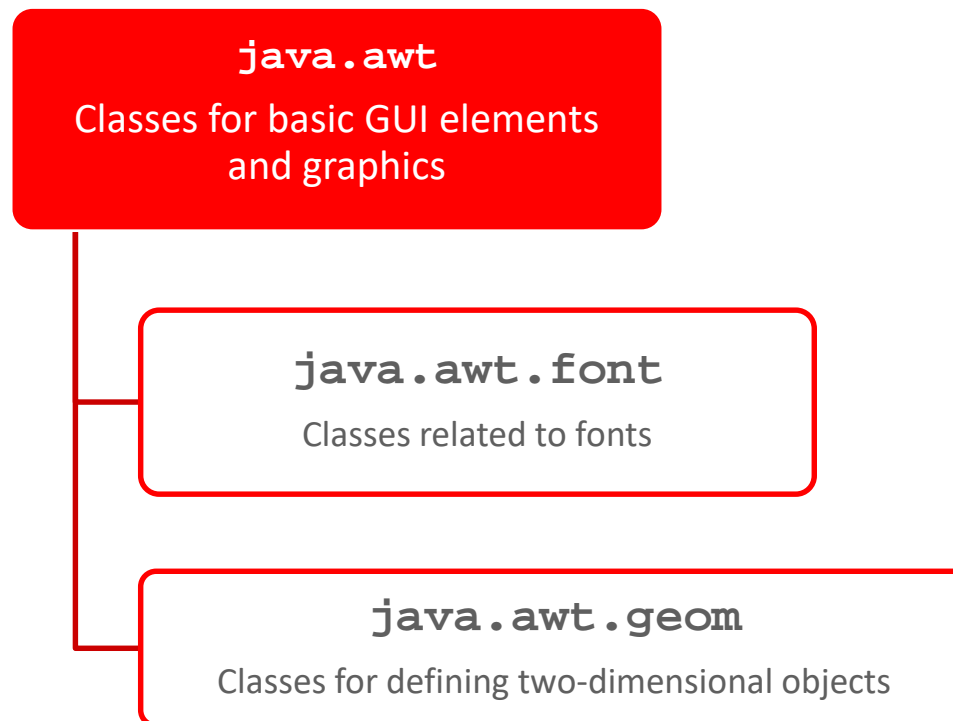 java.awt
Classes for basic GUI elements
and graphics
java.awt.font
Classes related to fonts
java.awt.geom
Classes for defining two-dimensional objects